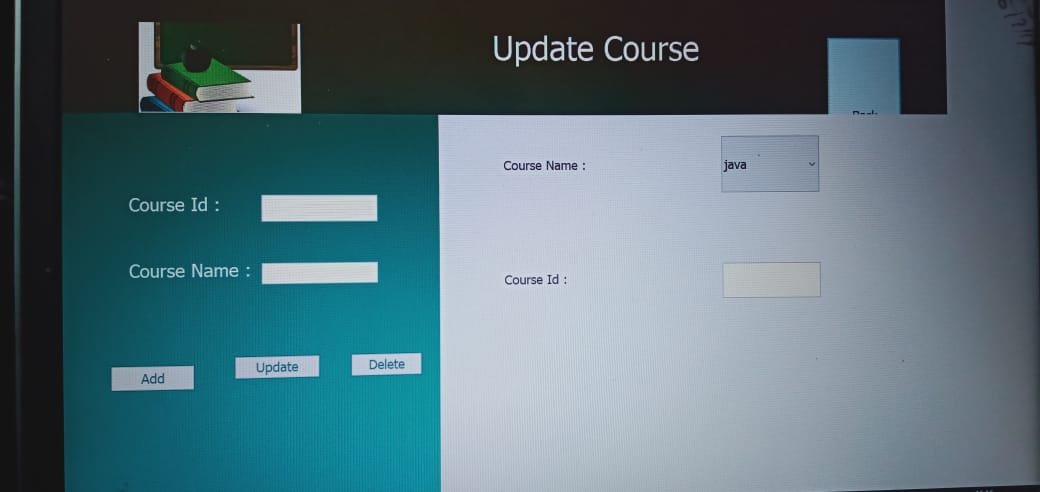 Update Course
Course Id :
Course Name :
Add
Update
Delete
Course Name :
java
Course Id :